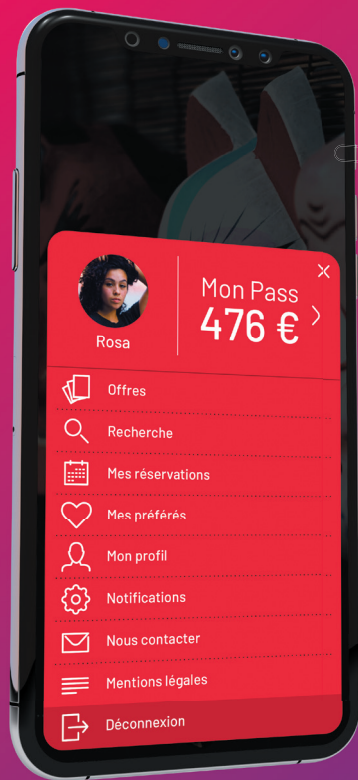 Mon Pass
476 €
Rosa
Offres
Recherche
Mes réservations
Mes préférés
Mon profil
Notifications
Nous contacter
Mentions légales
Déconnexion